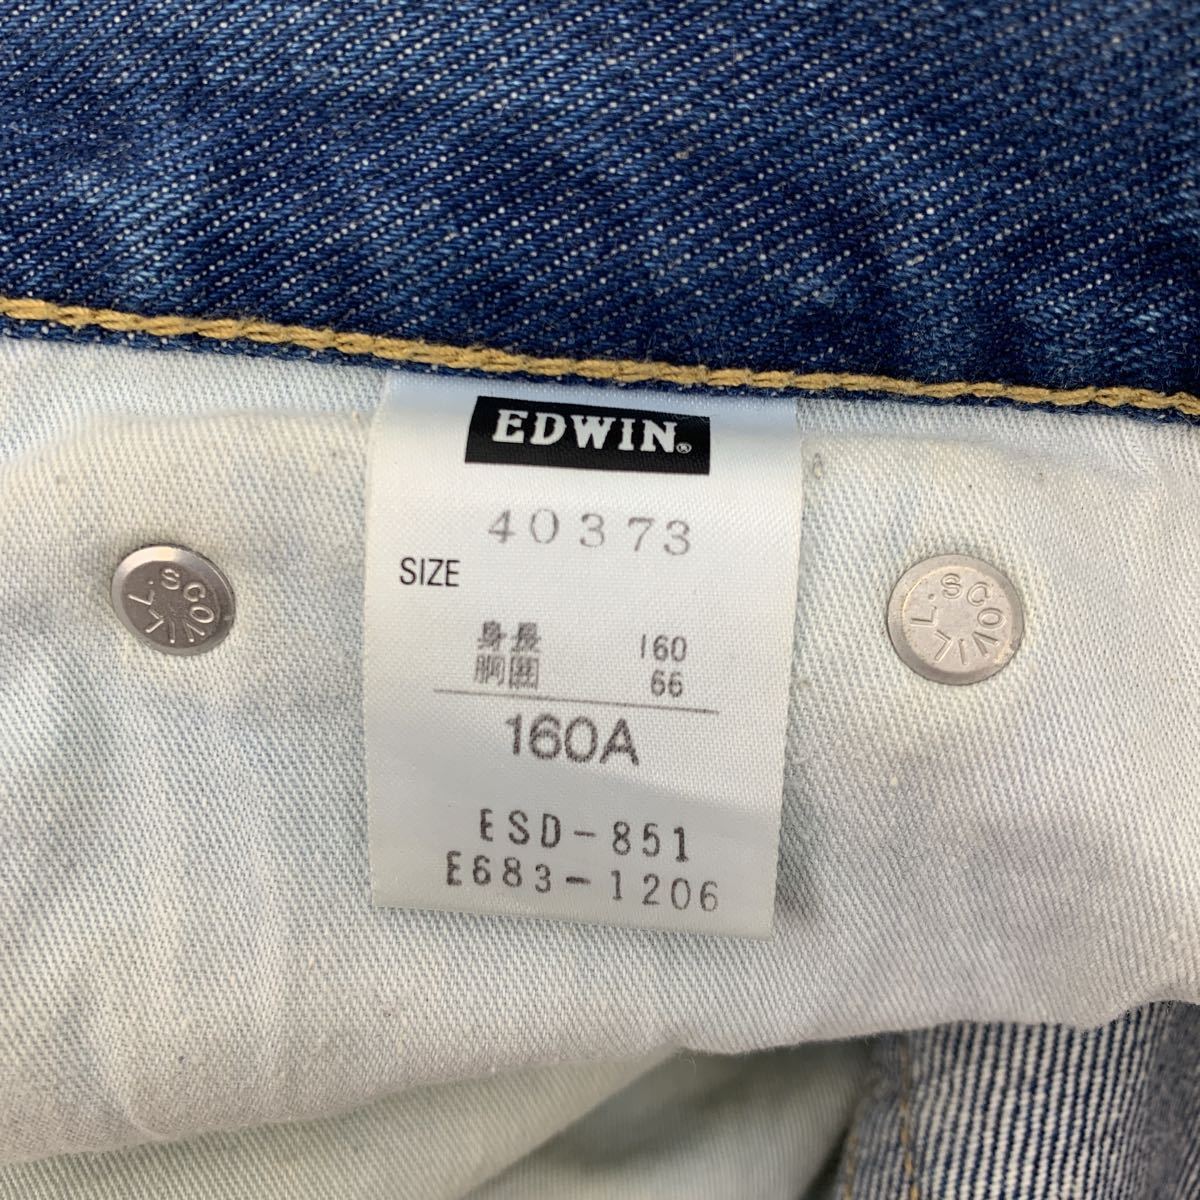 EDWIN®
40373
SIZE
身長 160
胴囲 66
160A
ESD-851
E683-1206
L.SCOVILL
L.SCOVILL